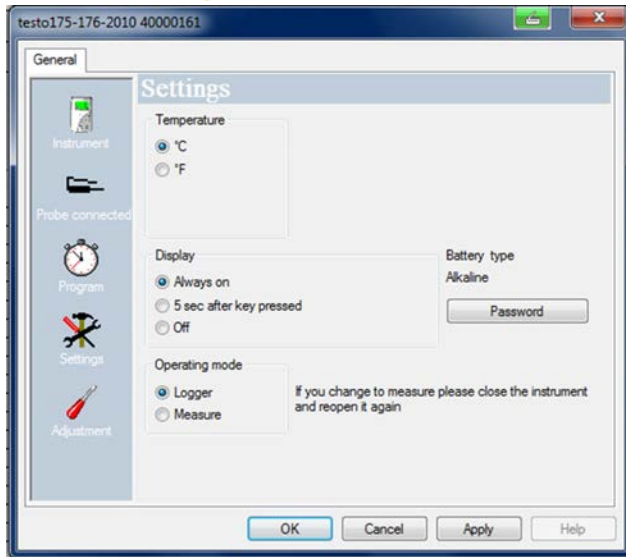 testo175-176-2010 40000161
General
Settings
Instrument
Probe connected
Program
Settings
Adjustment
Temperature
°C
°F
Display
Always on
5 sec after key pressed
Off
Battery type
Alkaline
Password
Operating mode
Logger
Measure
If you change to measure please close the instrument
and reopen it again
OK
Cancel
Apply
Help